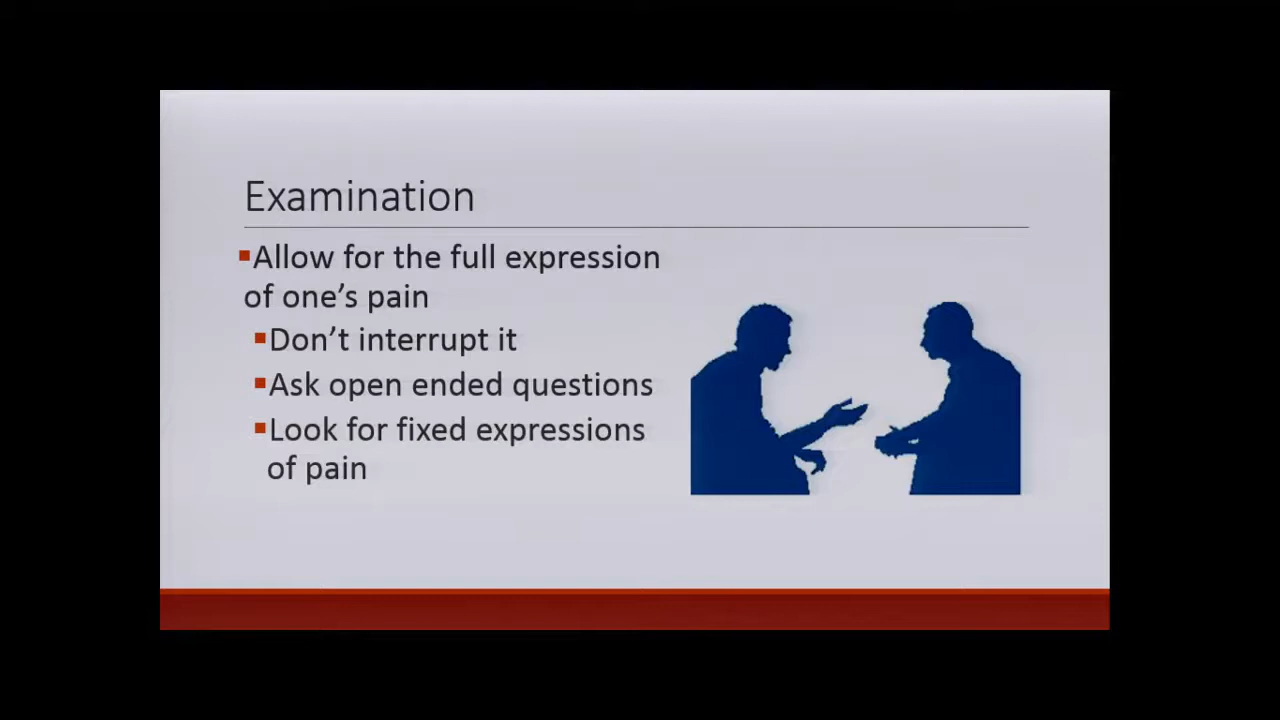 Examination
▪Allow for the full expression
of one's pain
▪Don't interrupt it
▪Ask open ended questions
▪Look for fixed expressions
of pain